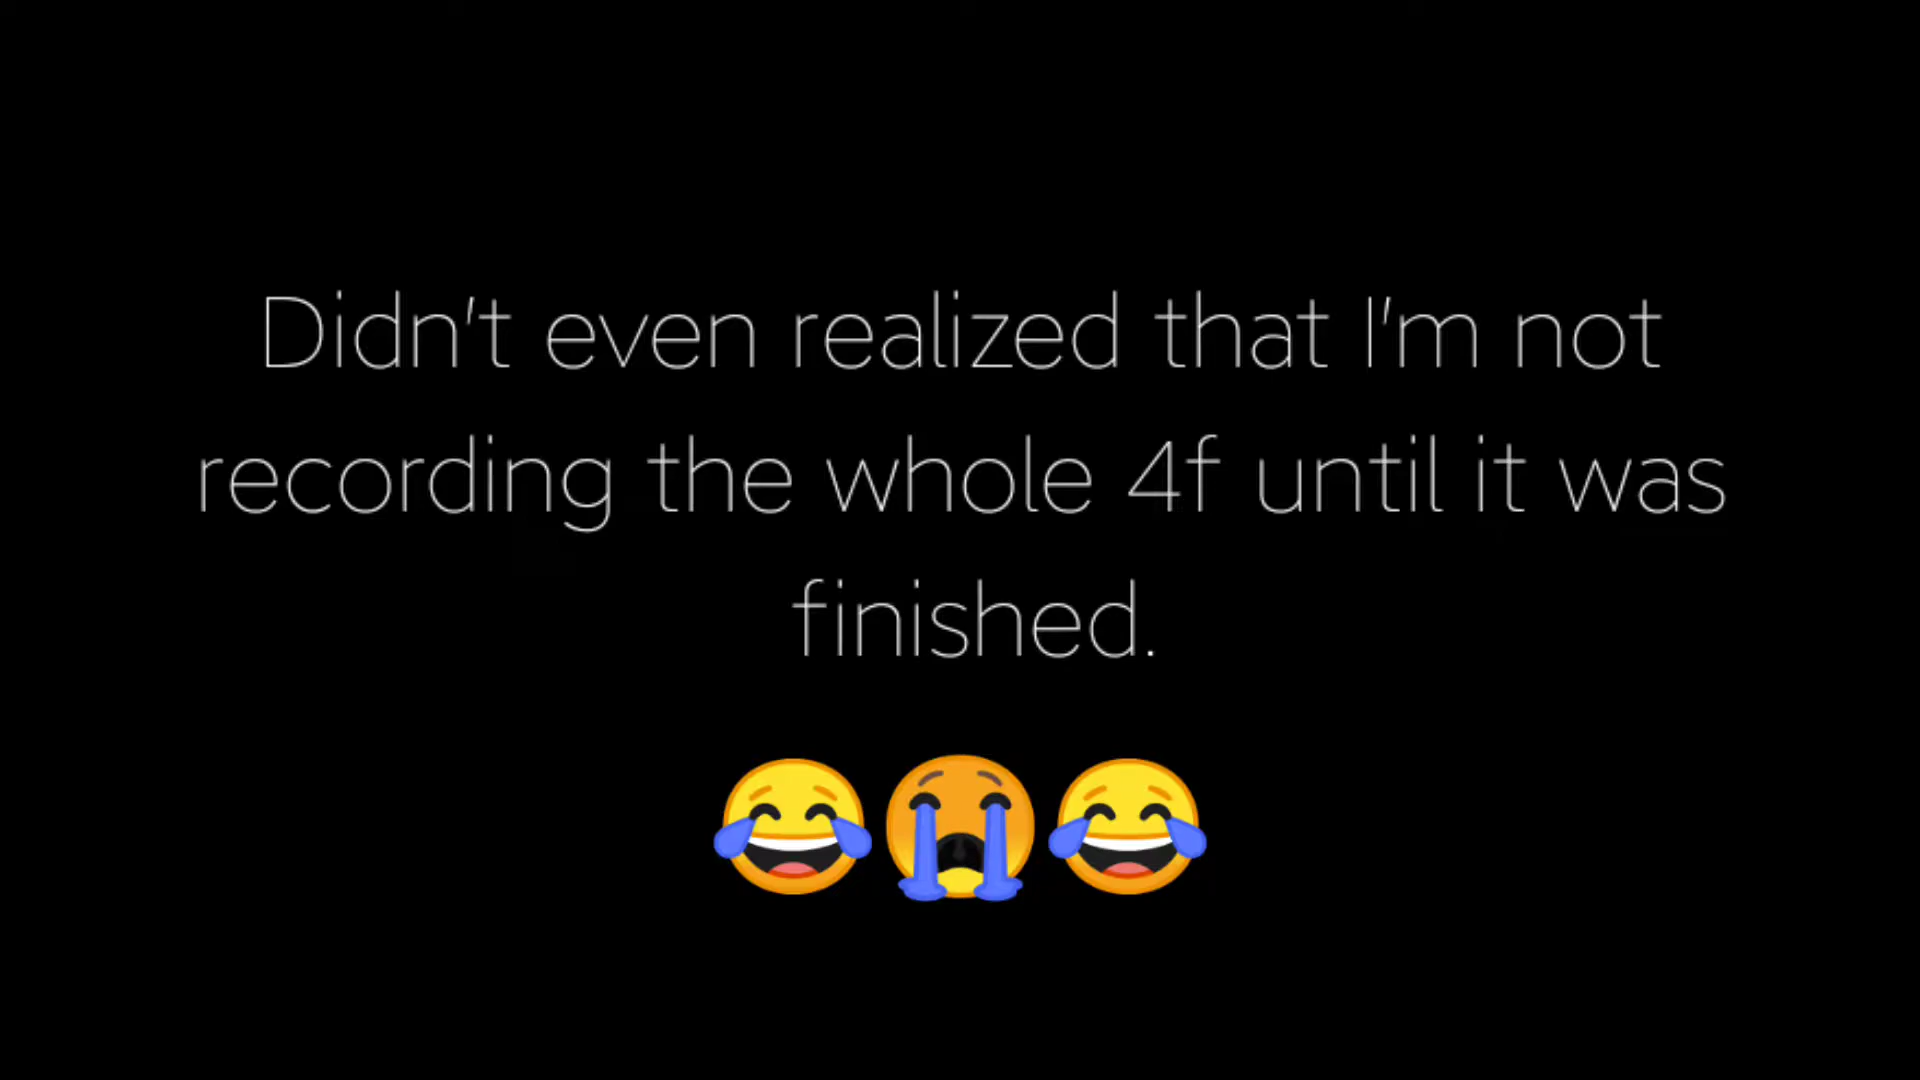 Didn't even realized that I'm not
recording the whole 4f until it was
finished.
😂😭😂